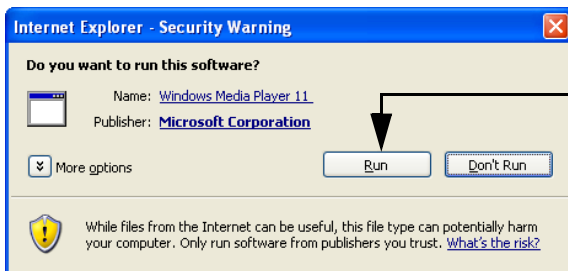 Internet Explorer - Security Warning
Do you want to run this software?
Name: Windows Media Player 11
Publisher: Microsoft Corporation
More options
Run
Don't Run
While files from the Internet can be useful, this file type can potentially harm
your computer. Only run software from publishers you trust. What's the risk?